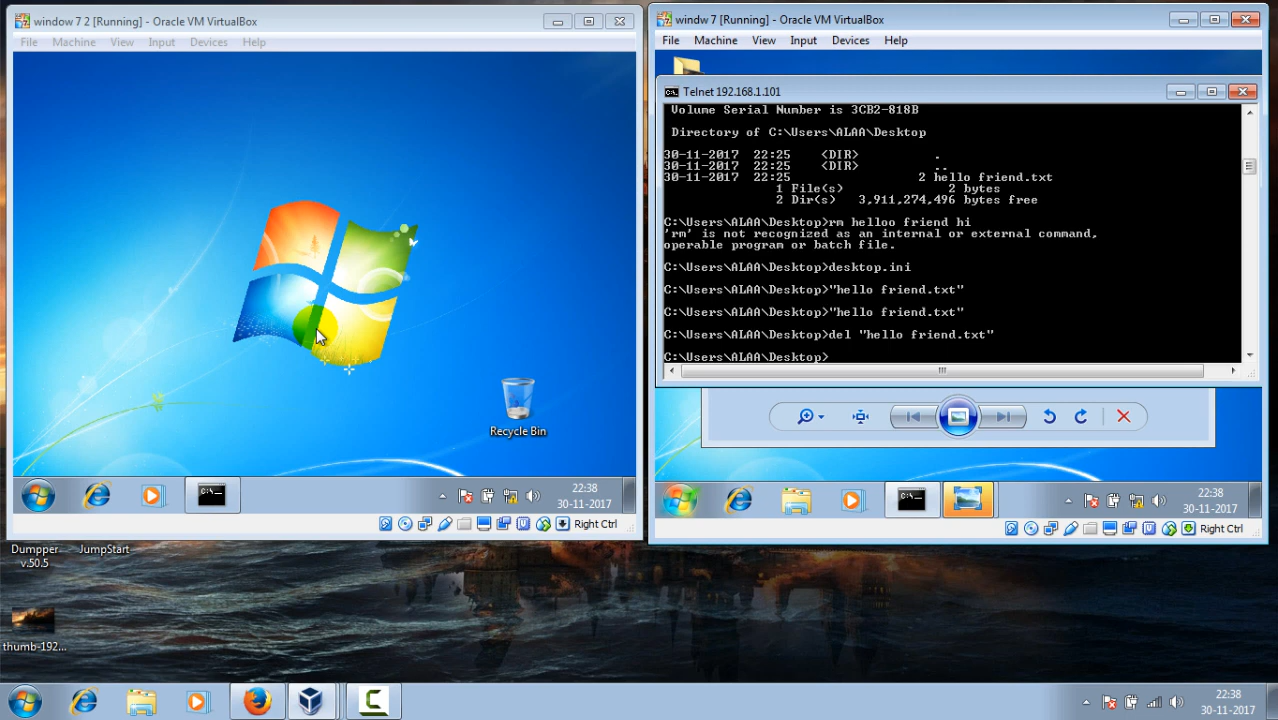 window 7 2 [Running] - Oracle VM VirtualBox
File Machine View Input Devices Help
Recycle Bin
22:38
30-11-2017
Right Ctrl
windw 7 [Running] - Oracle VM VirtualBox
File Machine View Input Devices Help
Telnet 192.168.1.101
Volume Serial Number is 3CB2-818B
Directory of C:\Users\ALAA\Desktop
30-11-2017 22:25 <DIR> .
30-11-2017 22:25 <DIR> ..
30-11-2017 22:25 2 hello friend.txt
1 File(s) 2 bytes
2 Dir(s) 3,911,274,496 bytes free
C:\Users\ALAA\Desktop>rm helloo friend hi
'rm' is not recognized as an internal or external command,
operable program or batch file.
C:\Users\ALAA\Desktop>desktop.ini
C:\Users\ALAA\Desktop>"hello friend.txt"
C:\Users\ALAA\Desktop>"hello friend.txt"
C:\Users\ALAA\Desktop>del "hello friend.txt"
C:\Users\ALAA\Desktop>
22:38
30-11-2017
Right Ctrl
Dumpper JumpStart
v.50.5
thumb-192...
22:38
30-11-2017